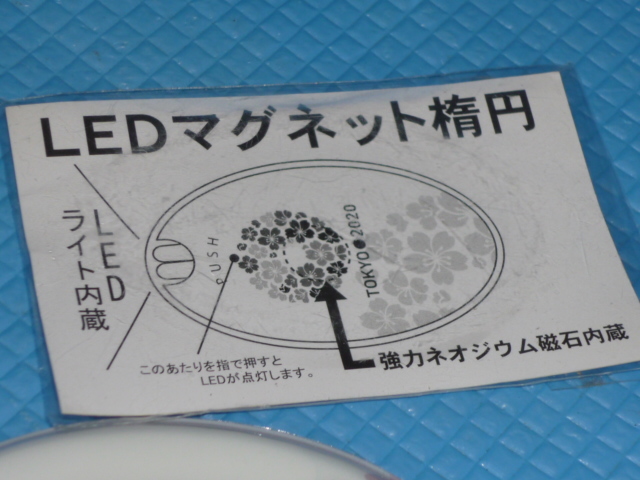 LEDマグネット楕円
LED
ライト内蔵
PUSH
TOKYO 2020
このあたりを指で押すと
LEDが点灯します。
強力ネオジウム磁石内蔵